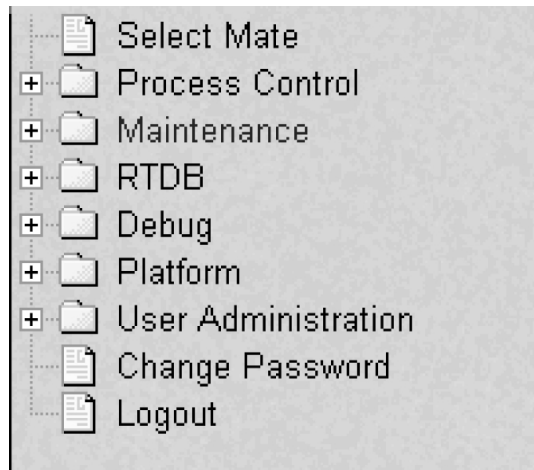 Select Mate
Process Control
Maintenance
RTDB
Debug
Platform
User Administration
Change Password
Logout